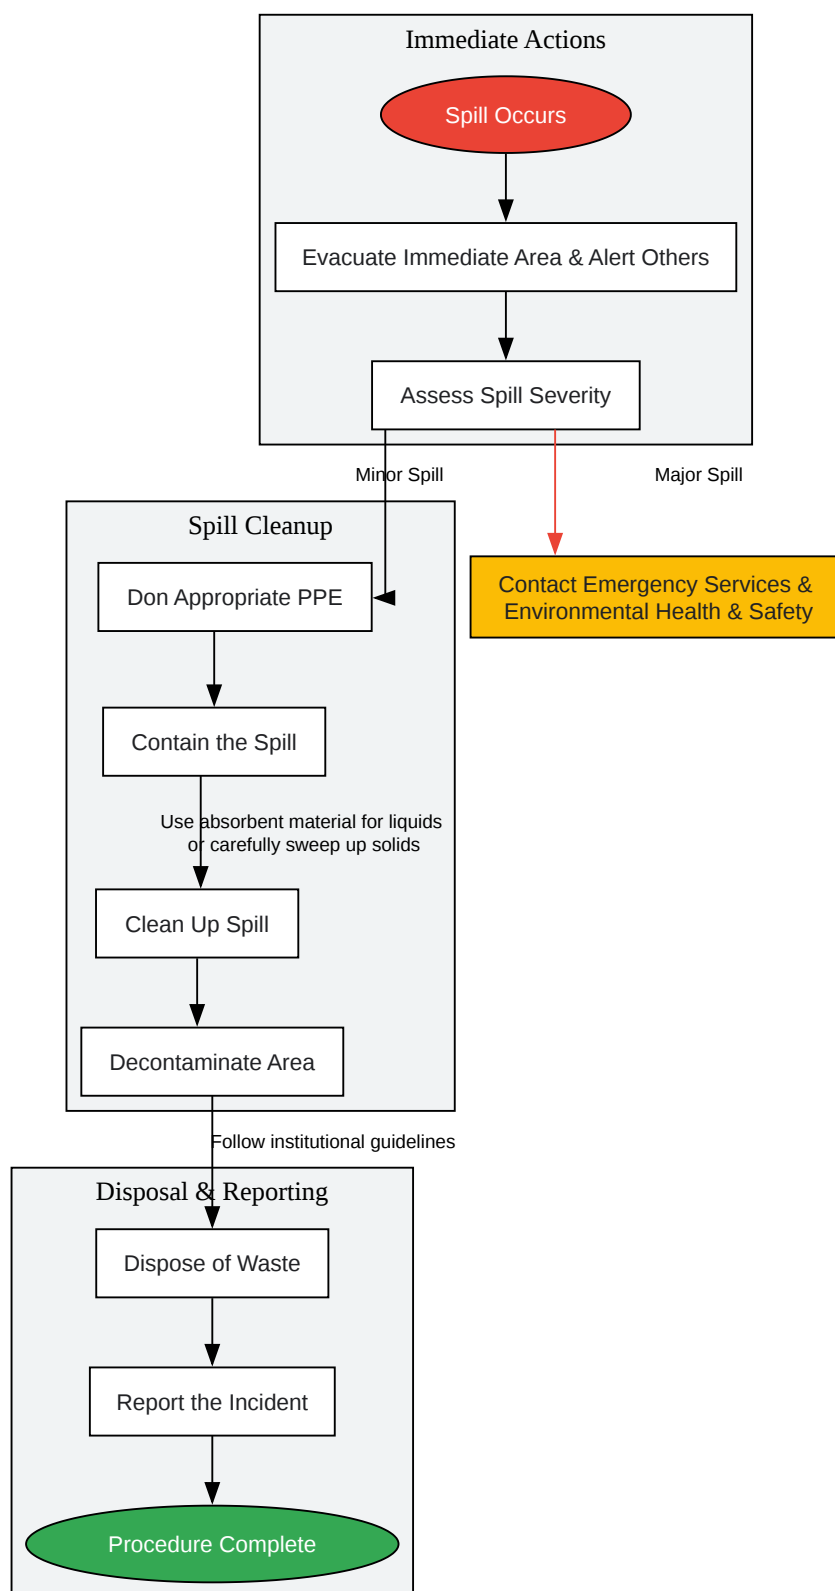 Immediate Actions
Spill Occurs
Evacuate Immediate Area & Alert Others
Assess Spill Severity
Minor Spill
Major Spill
Spill Cleanup
Don Appropriate PPE
Contact Emergency Services &
Environmental Health & Safety
Contain the Spill
Use absorbent material for liquids
or carefully sweep up solids
Clean Up Spill
Decontaminate Area
Follow institutional guidelines
Disposal & Reporting
Dispose of Waste
Report the Incident
Procedure Complete